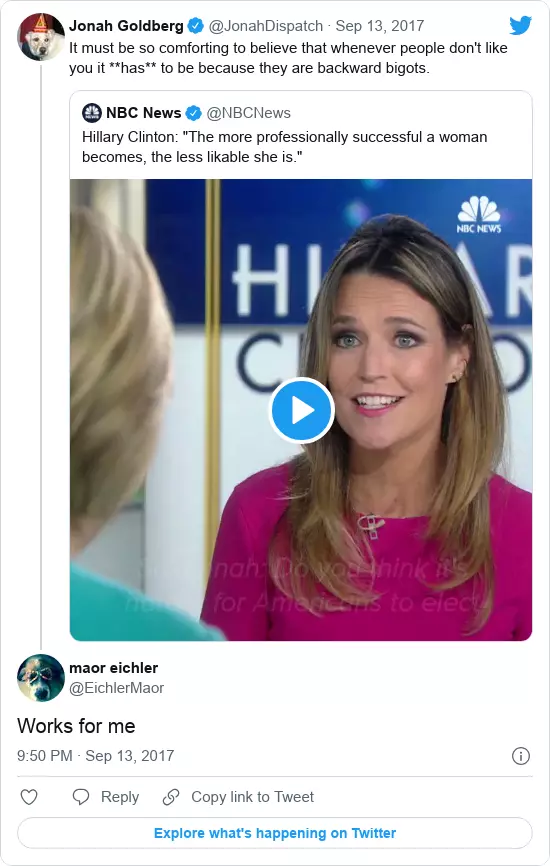 Jonah Goldberg @JonahDispatch · Sep 13, 2017
It must be so comforting to believe that whenever people don't like
you it **has** to be because they are backward bigots.
NBC News @NBCNews
Hillary Clinton: "The more professionally successful a woman
becomes, the less likable she is."
NBC NEWS
HI AR
C O
nah: Do you think it's
for Americans to elect
maor eichler
@EichlerMaor
Works for me
9:50 PM · Sep 13, 2017
Reply
Copy link to Tweet
Explore what's happening on Twitter